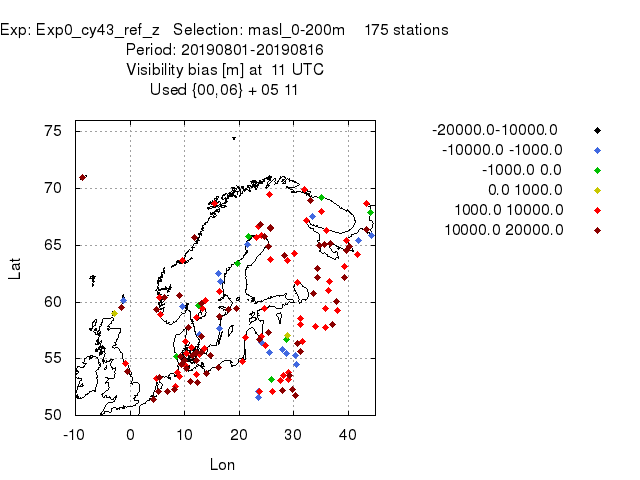 Exp: Exp0_cy43_ref_z   Selection: masl_0-200m    175 stations
Period: 20190801-20190816
Visibility bias [m] at  11 UTC
Used {00,06} + 05 11
-20000.0-10000.0
-10000.0 -1000.0
-1000.0 0.0
0.0 1000.0
1000.0 10000.0
10000.0 20000.0
75
70
65
60
55
50
Lat
-10 0 10 20 30 40
Lon